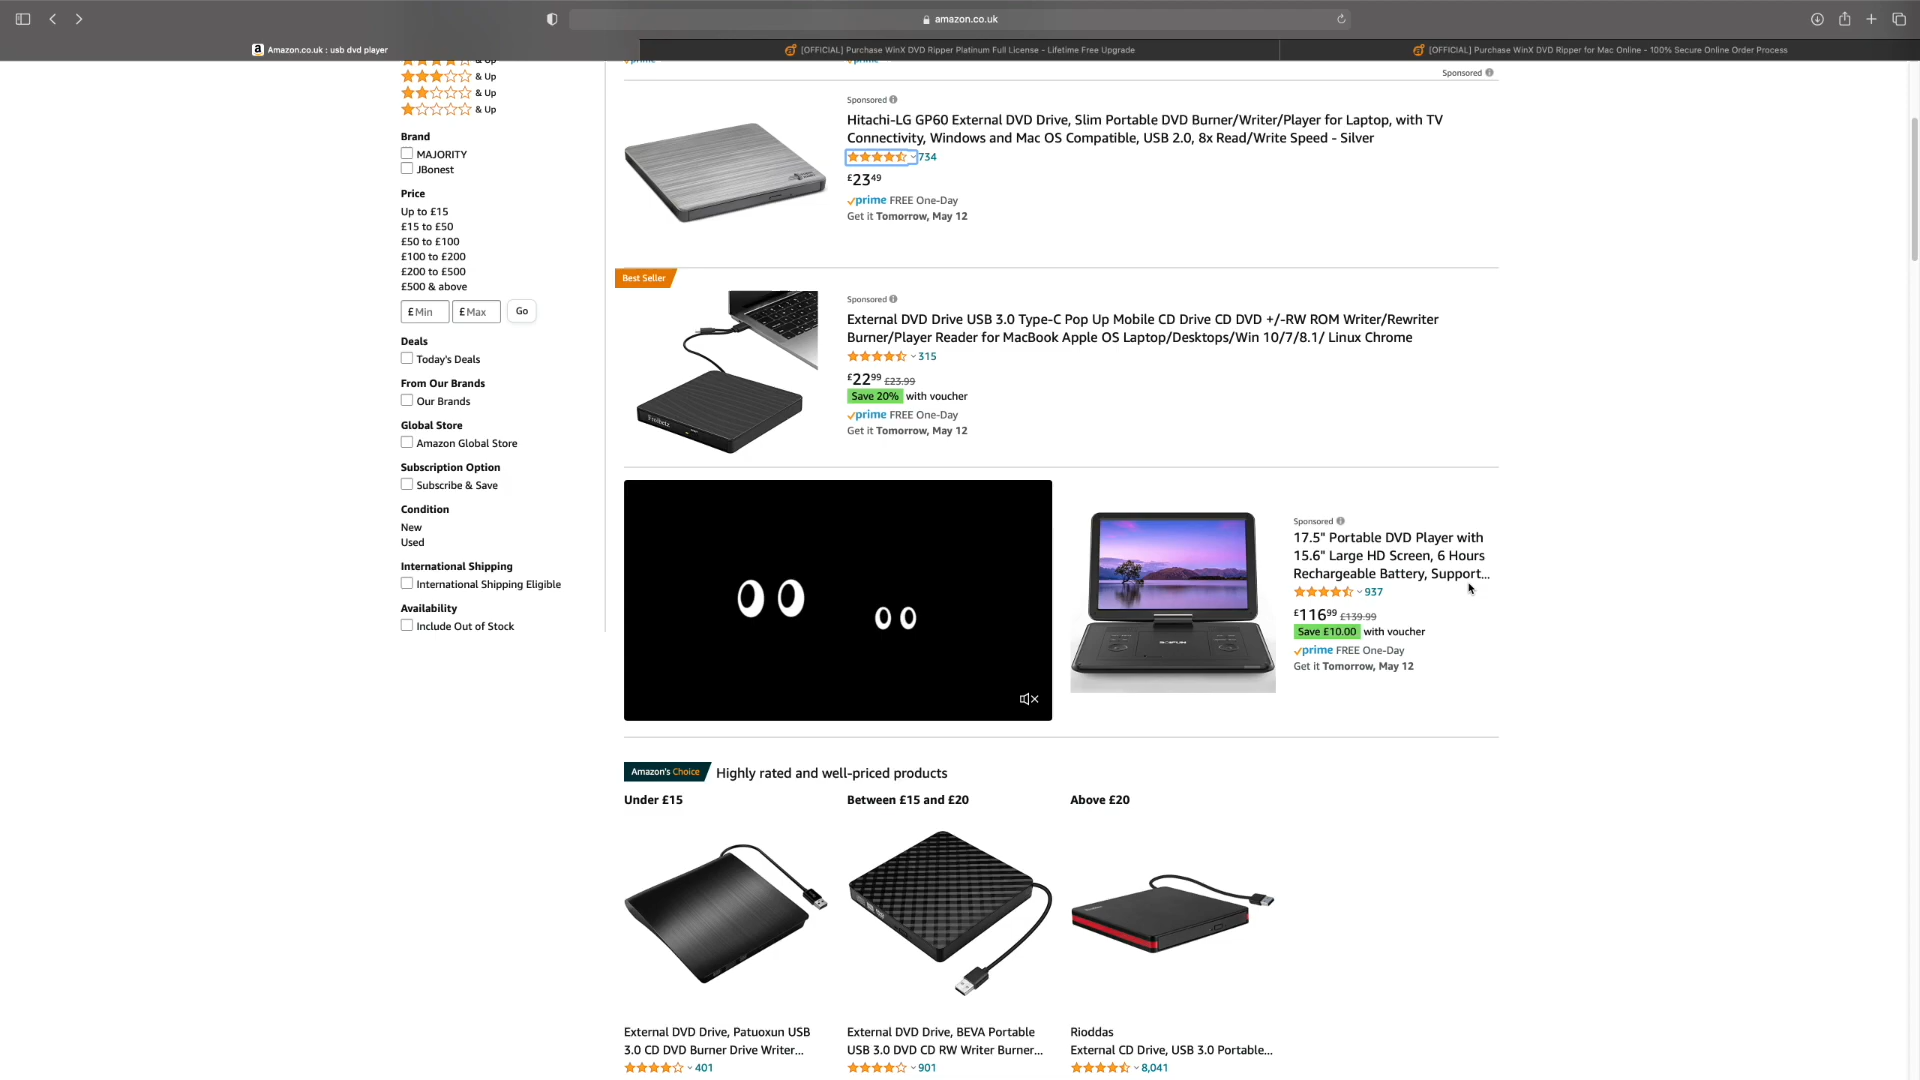 amazon.co.uk
Amazon.co.uk : usb dvd player
[OFFICIAL] Purchase WinX DVD Ripper Platinum Full License - Lifetime Free Upgrade
[OFFICIAL] Purchase WinX DVD Ripper for Mac Online - 100% Secure Online Order Process
& Up
& Up
& Up
& Up
Brand
MAJORITY
JBonest
Price
Up to £15
£15 to £50
£50 to £100
£100 to £200
£200 to £500
£500 & above
£ Min £ Max Go
Deals
Today's Deals
From Our Brands
Our Brands
Global Store
Amazon Global Store
Subscription Option
Subscribe & Save
Condition
New
Used
International Shipping
International Shipping Eligible
Availability
Include Out of Stock
prime prime
Sponsored
Sponsored
Hitachi-LG GP60 External DVD Drive, Slim Portable DVD Burner/Writer/Player for Laptop, with TV
Connectivity, Windows and Mac OS Compatible, USB 2.0, 8x Read/Write Speed - Silver
734
£23 49
prime FREE One-Day
Get it Tomorrow, May 12
Best Seller
Sponsored
External DVD Drive USB 3.0 Type-C Pop Up Mobile CD Drive CD DVD +/-RW ROM Writer/Rewriter
Burner/Player Reader for MacBook Apple OS Laptop/Desktops/Win 10/7/8.1/ Linux Chrome
315
£22 99 £23.99
Save 20% with voucher
prime FREE One-Day
Get it Tomorrow, May 12
Sponsored
17.5" Portable DVD Player with
15.6" Large HD Screen, 6 Hours
Rechargeable Battery, Support...
937
£116 99 £139.99
Save £10.00 with voucher
prime FREE One-Day
Get it Tomorrow, May 12
Amazon's Choice Highly rated and well-priced products
Under £15
Between £15 and £20
Above £20
External DVD Drive, Patuoxun USB
3.0 CD DVD Burner Drive Writer...
401
External DVD Drive, BEVA Portable
USB 3.0 DVD CD RW Writer Burner...
901
Rioddas
External CD Drive, USB 3.0 Portable...
8,041